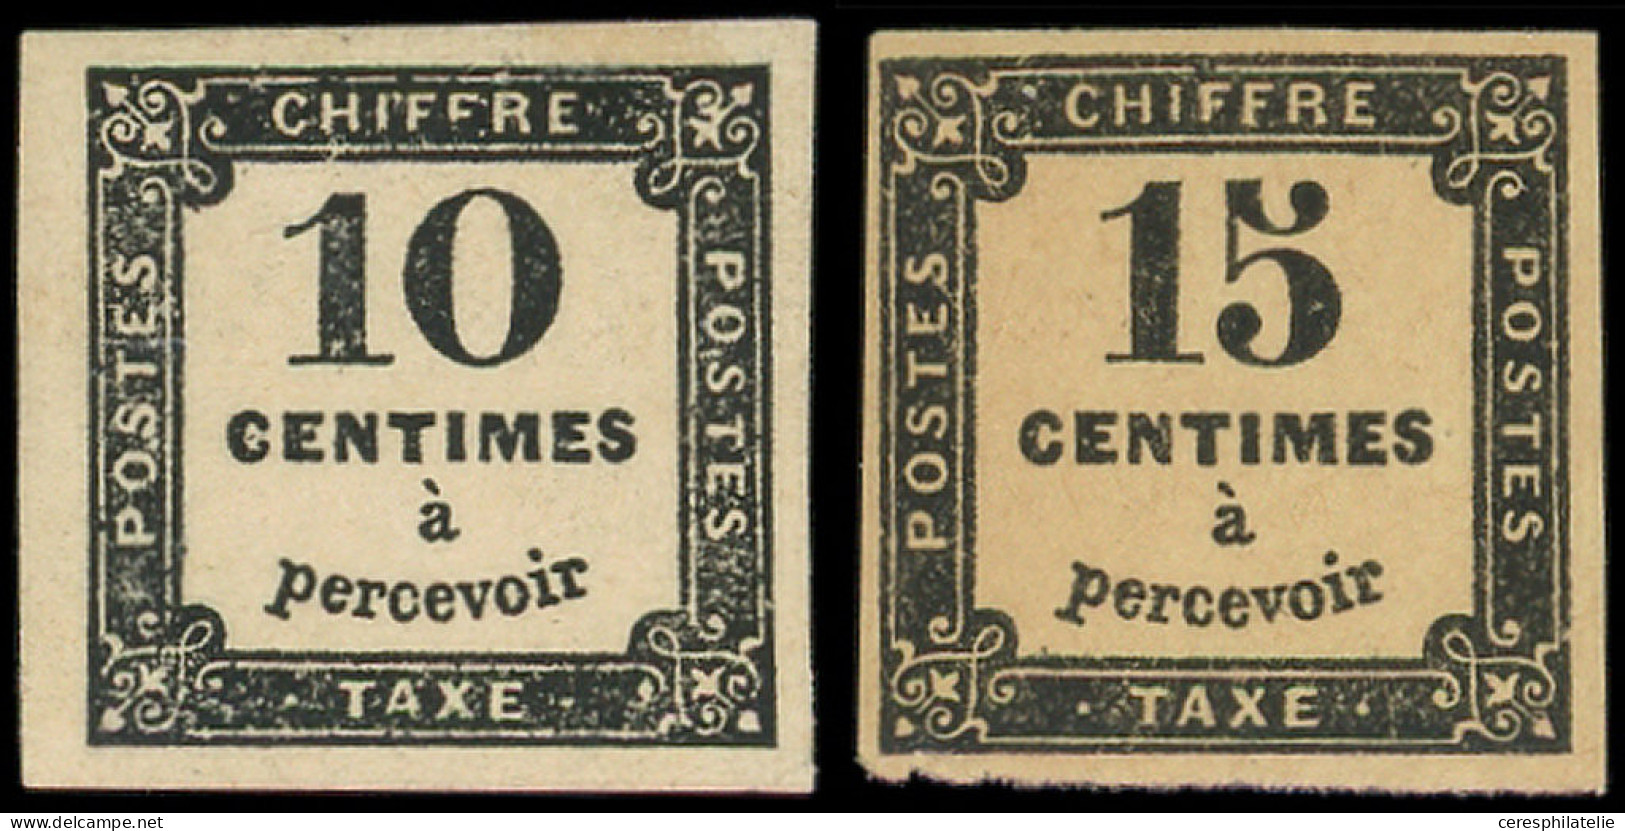 CHIFFRE
POSTES
10
CENTIMES
à
percevoir
POSTES
TAXE
CHIFFRE
POSTES
15
CENTIMES
à
percevoir
POSTES
TAXE
www.delcampe.net
ceresphilatelie